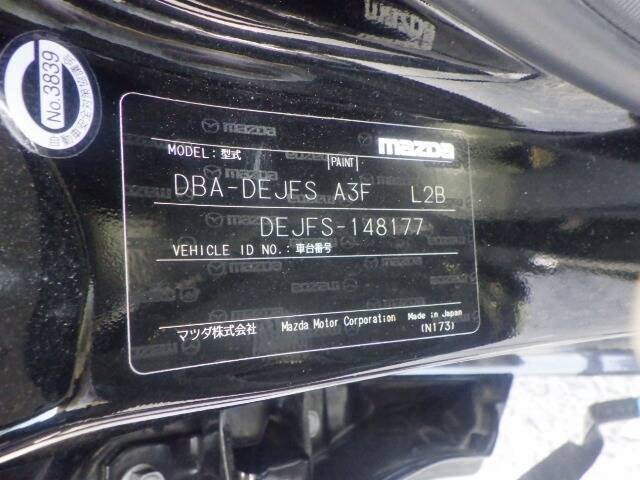 No.3839
mazda
MODEL:型式
PAINT
DBA-DEJFS A3F L2B
DEJFS-148177
VEHICLE ID NO.:車台番号
マツダ株式会社 Mazda Motor Corporation Made in Japan
(N173)